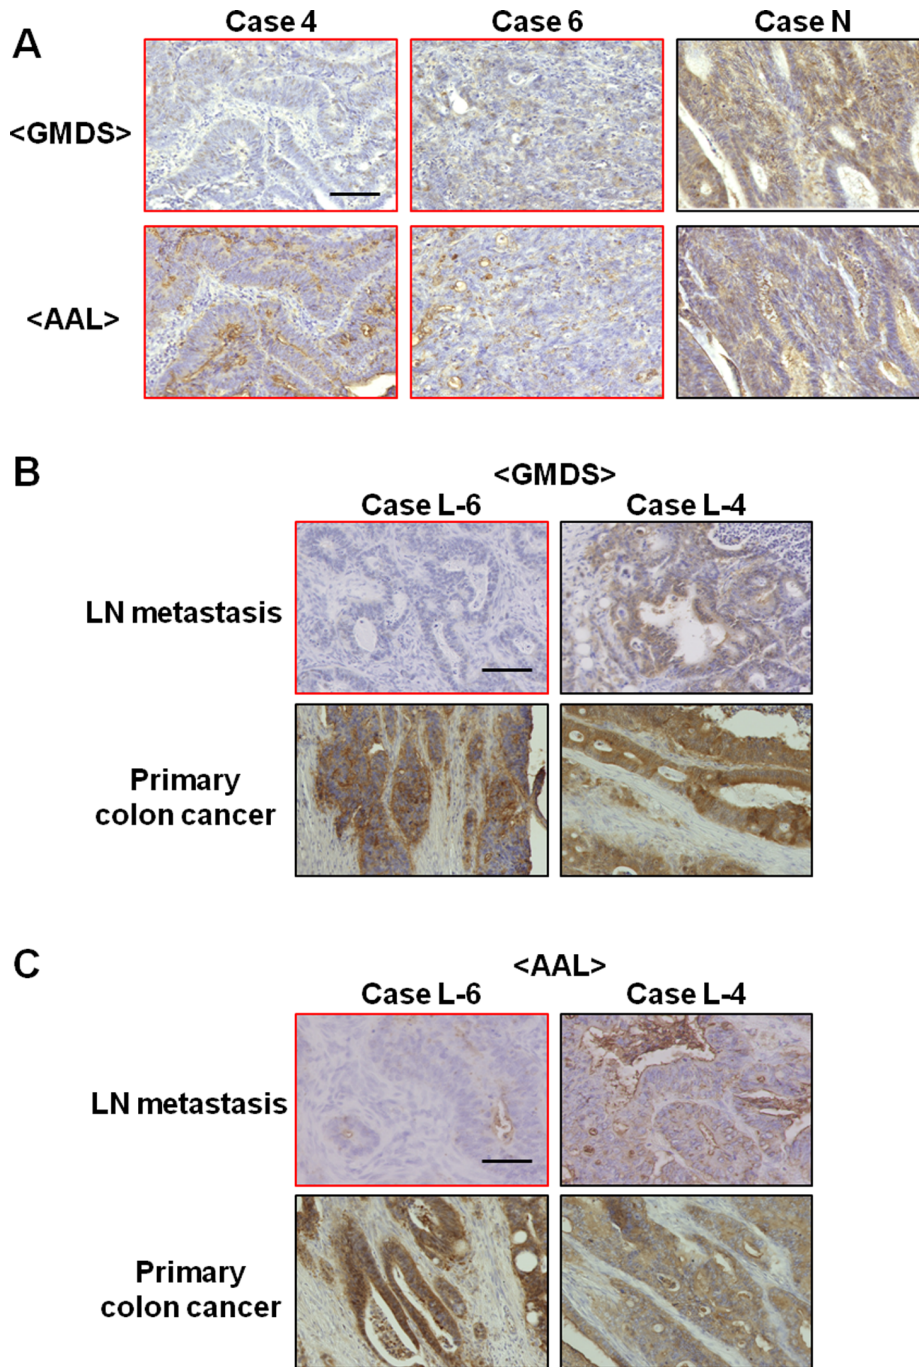 A
Case 4 Case 6 Case N
<GMDS>
<AAL>
B
<GMDS>
Case L-6 Case L-4
LN metastasis
Primary
colon cancer
C
<AAL>
Case L-6 Case L-4
LN metastasis
Primary
colon cancer